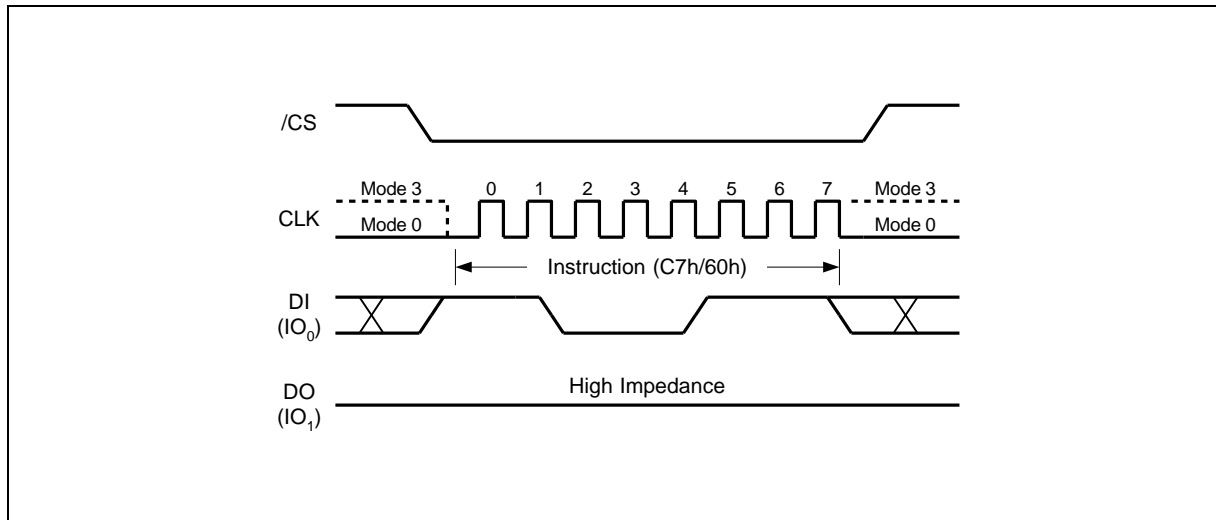 /CS
Mode 3 0 1 2 3 4 5 6 7 Mode 3
CLK
Mode 0 Mode 0
Instruction (C7h/60h)
DI
(IO0)
High Impedance
DO
(IO1)